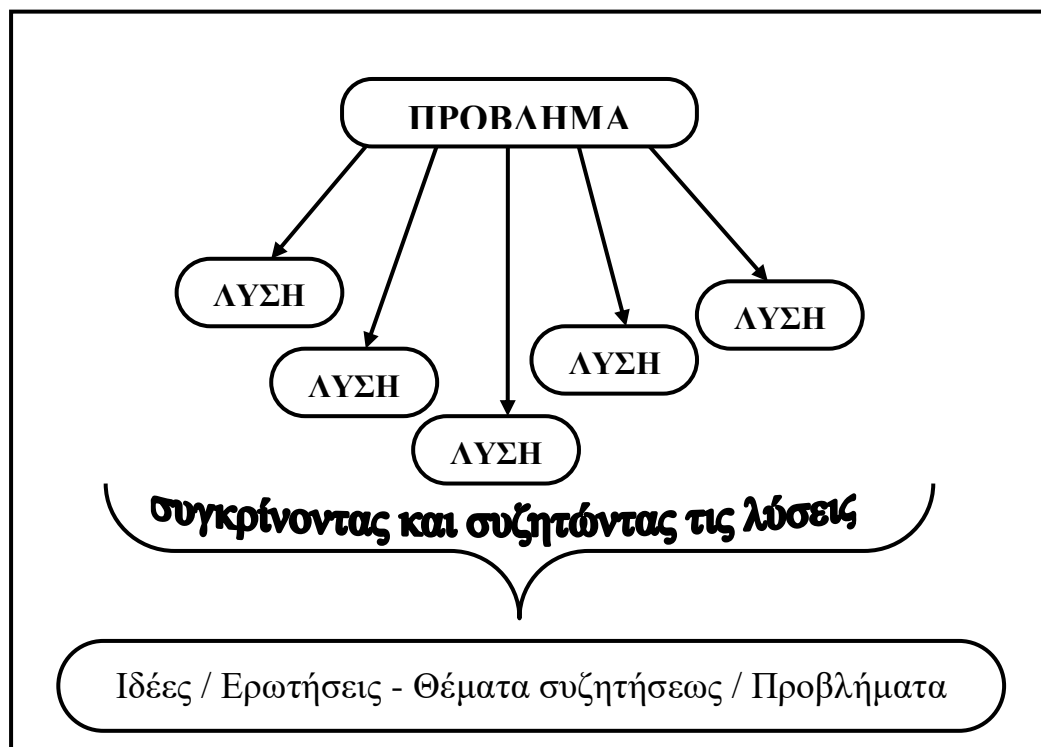 ΠΡΟΒΛΗΜΑ
ΛΥΣΗ
ΛΥΣΗ
ΛΥΣΗ
ΛΥΣΗ
ΛΥΣΗ
συγκρίνοντας και συζητώντας τις λύσεις
Ιδέες / Ερωτήσεις - Θέματα συζητήσεως / Προβλήματα